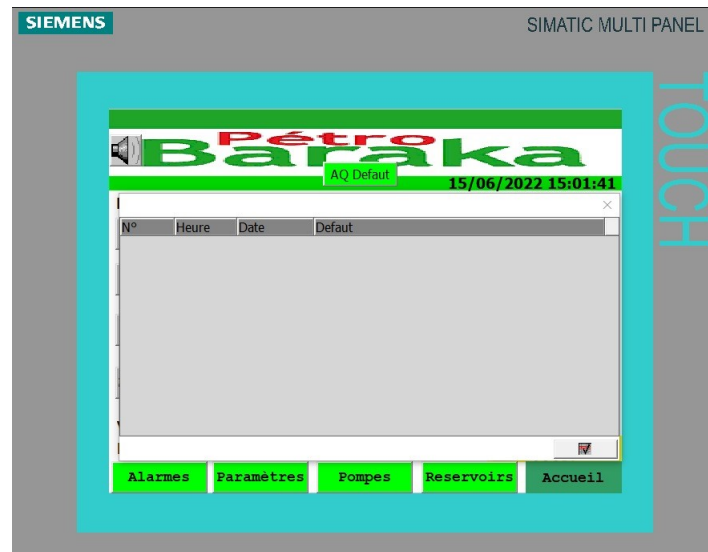 SIEMENS
SIMATIC MULTI PANEL
TOUCH
Pétro
Baraka
AQ Defaut
15/06/2022 15:01:41
N° Heure Date Defaut
Alarmes Paramètres Pompes Reservoirs Accueil